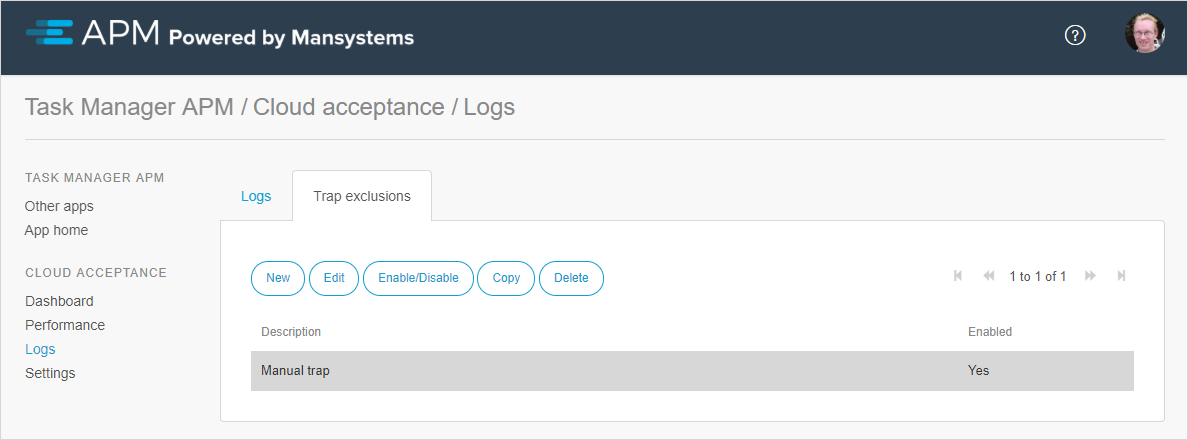 APM Powered by Mansystems
?
Task Manager APM / Cloud acceptance / Logs
TASK MANAGER APM
Other apps
App home
CLOUD ACCEPTANCE
Dashboard
Performance
Logs
Settings
Logs Trap exclusions
New Edit Enable/Disable Copy Delete 1 to 1 of 1
Description Enabled
Manual trap Yes